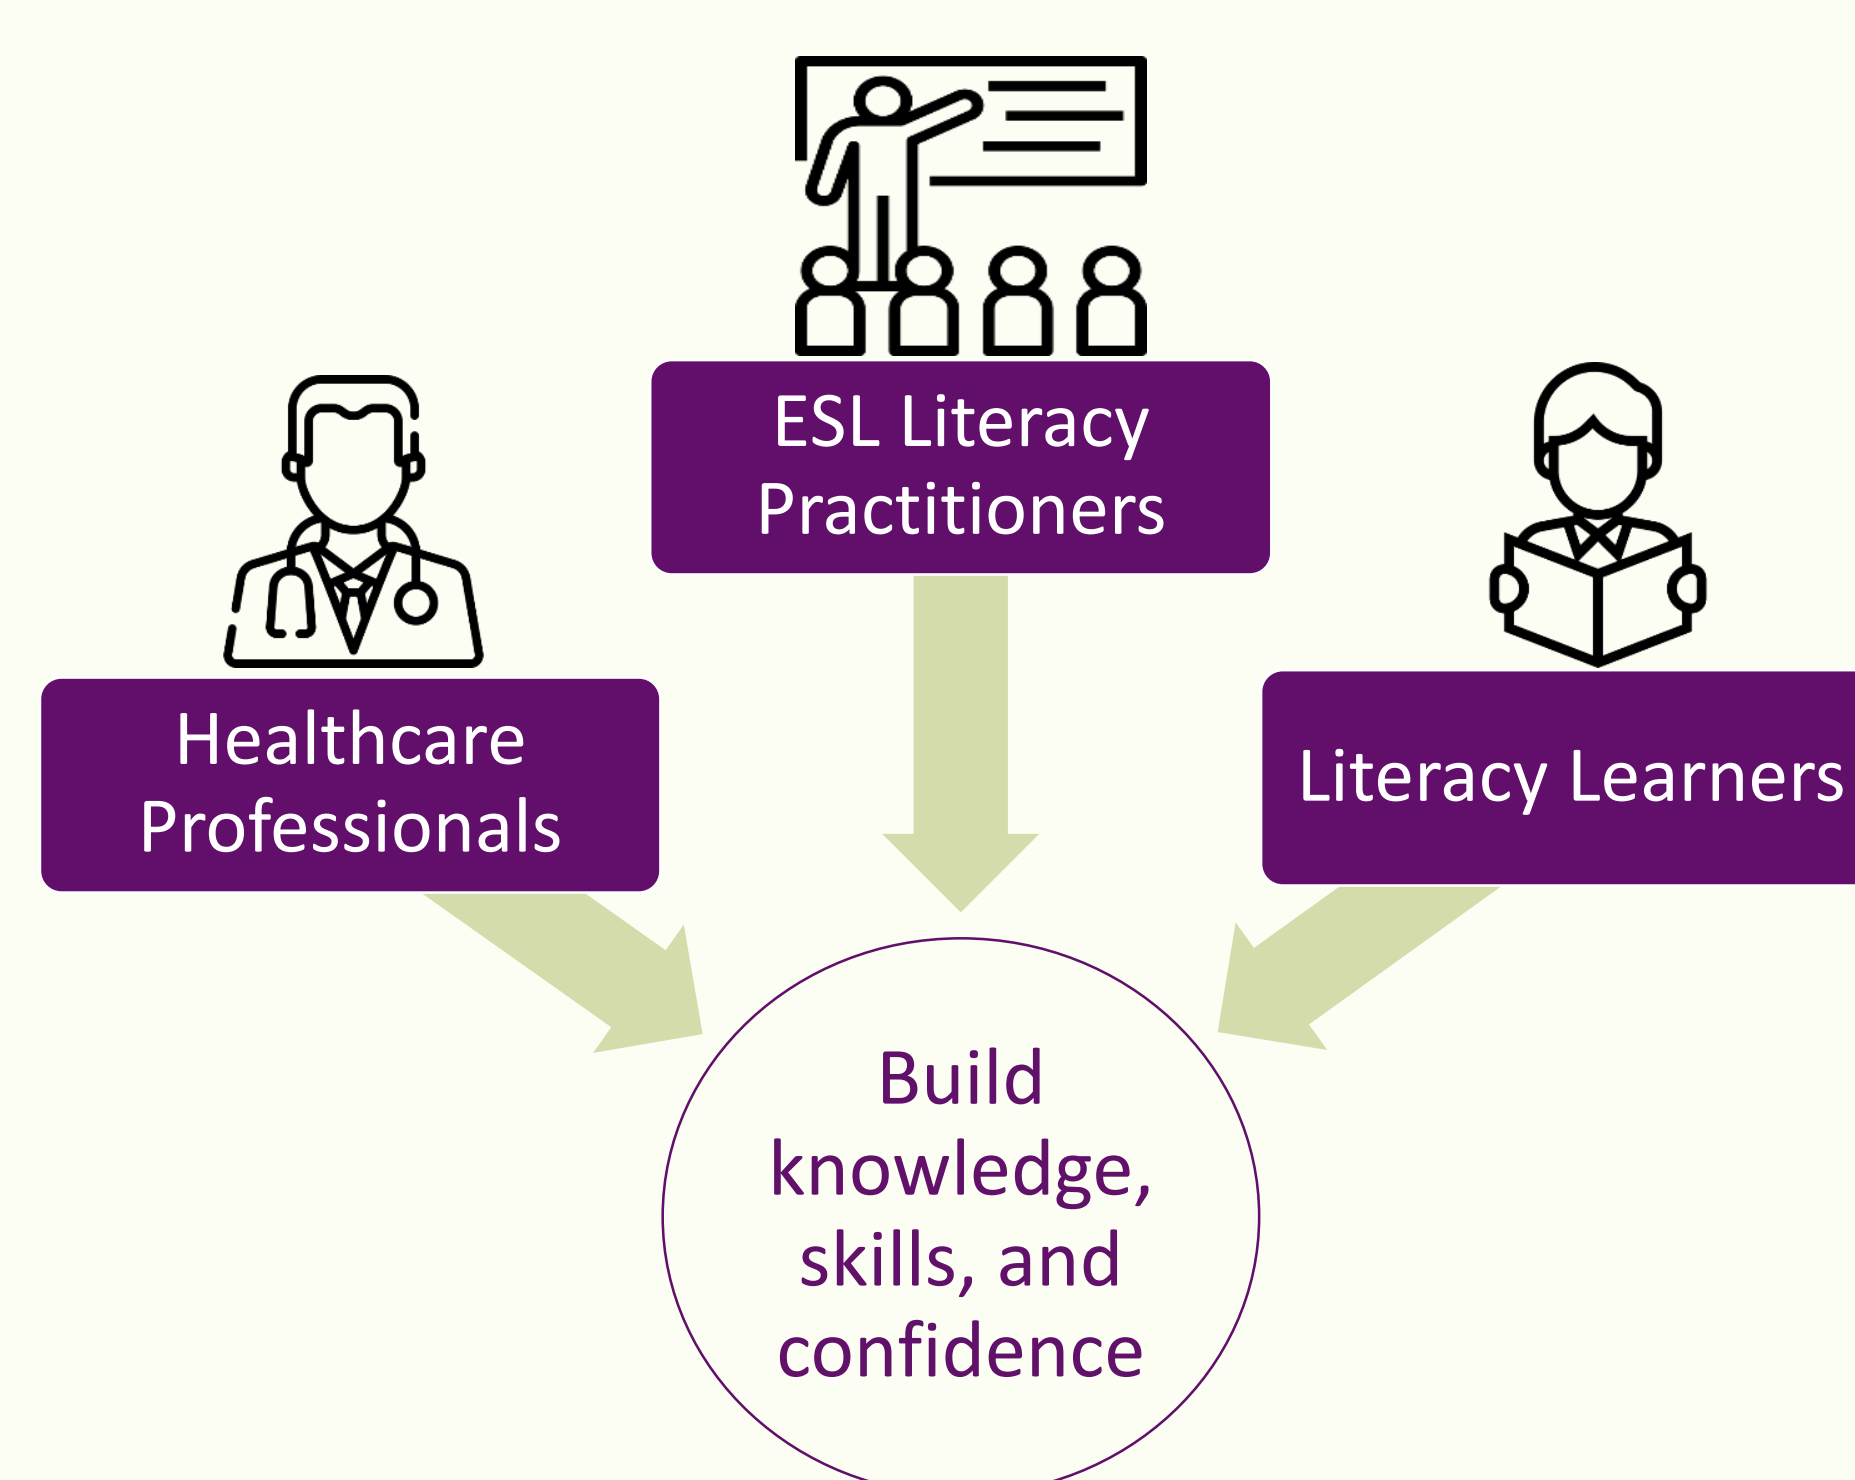 ESL Literacy
Practitioners
Healthcare
Professionals
Literacy Learners
Build
knowledge,
skills, and
confidence